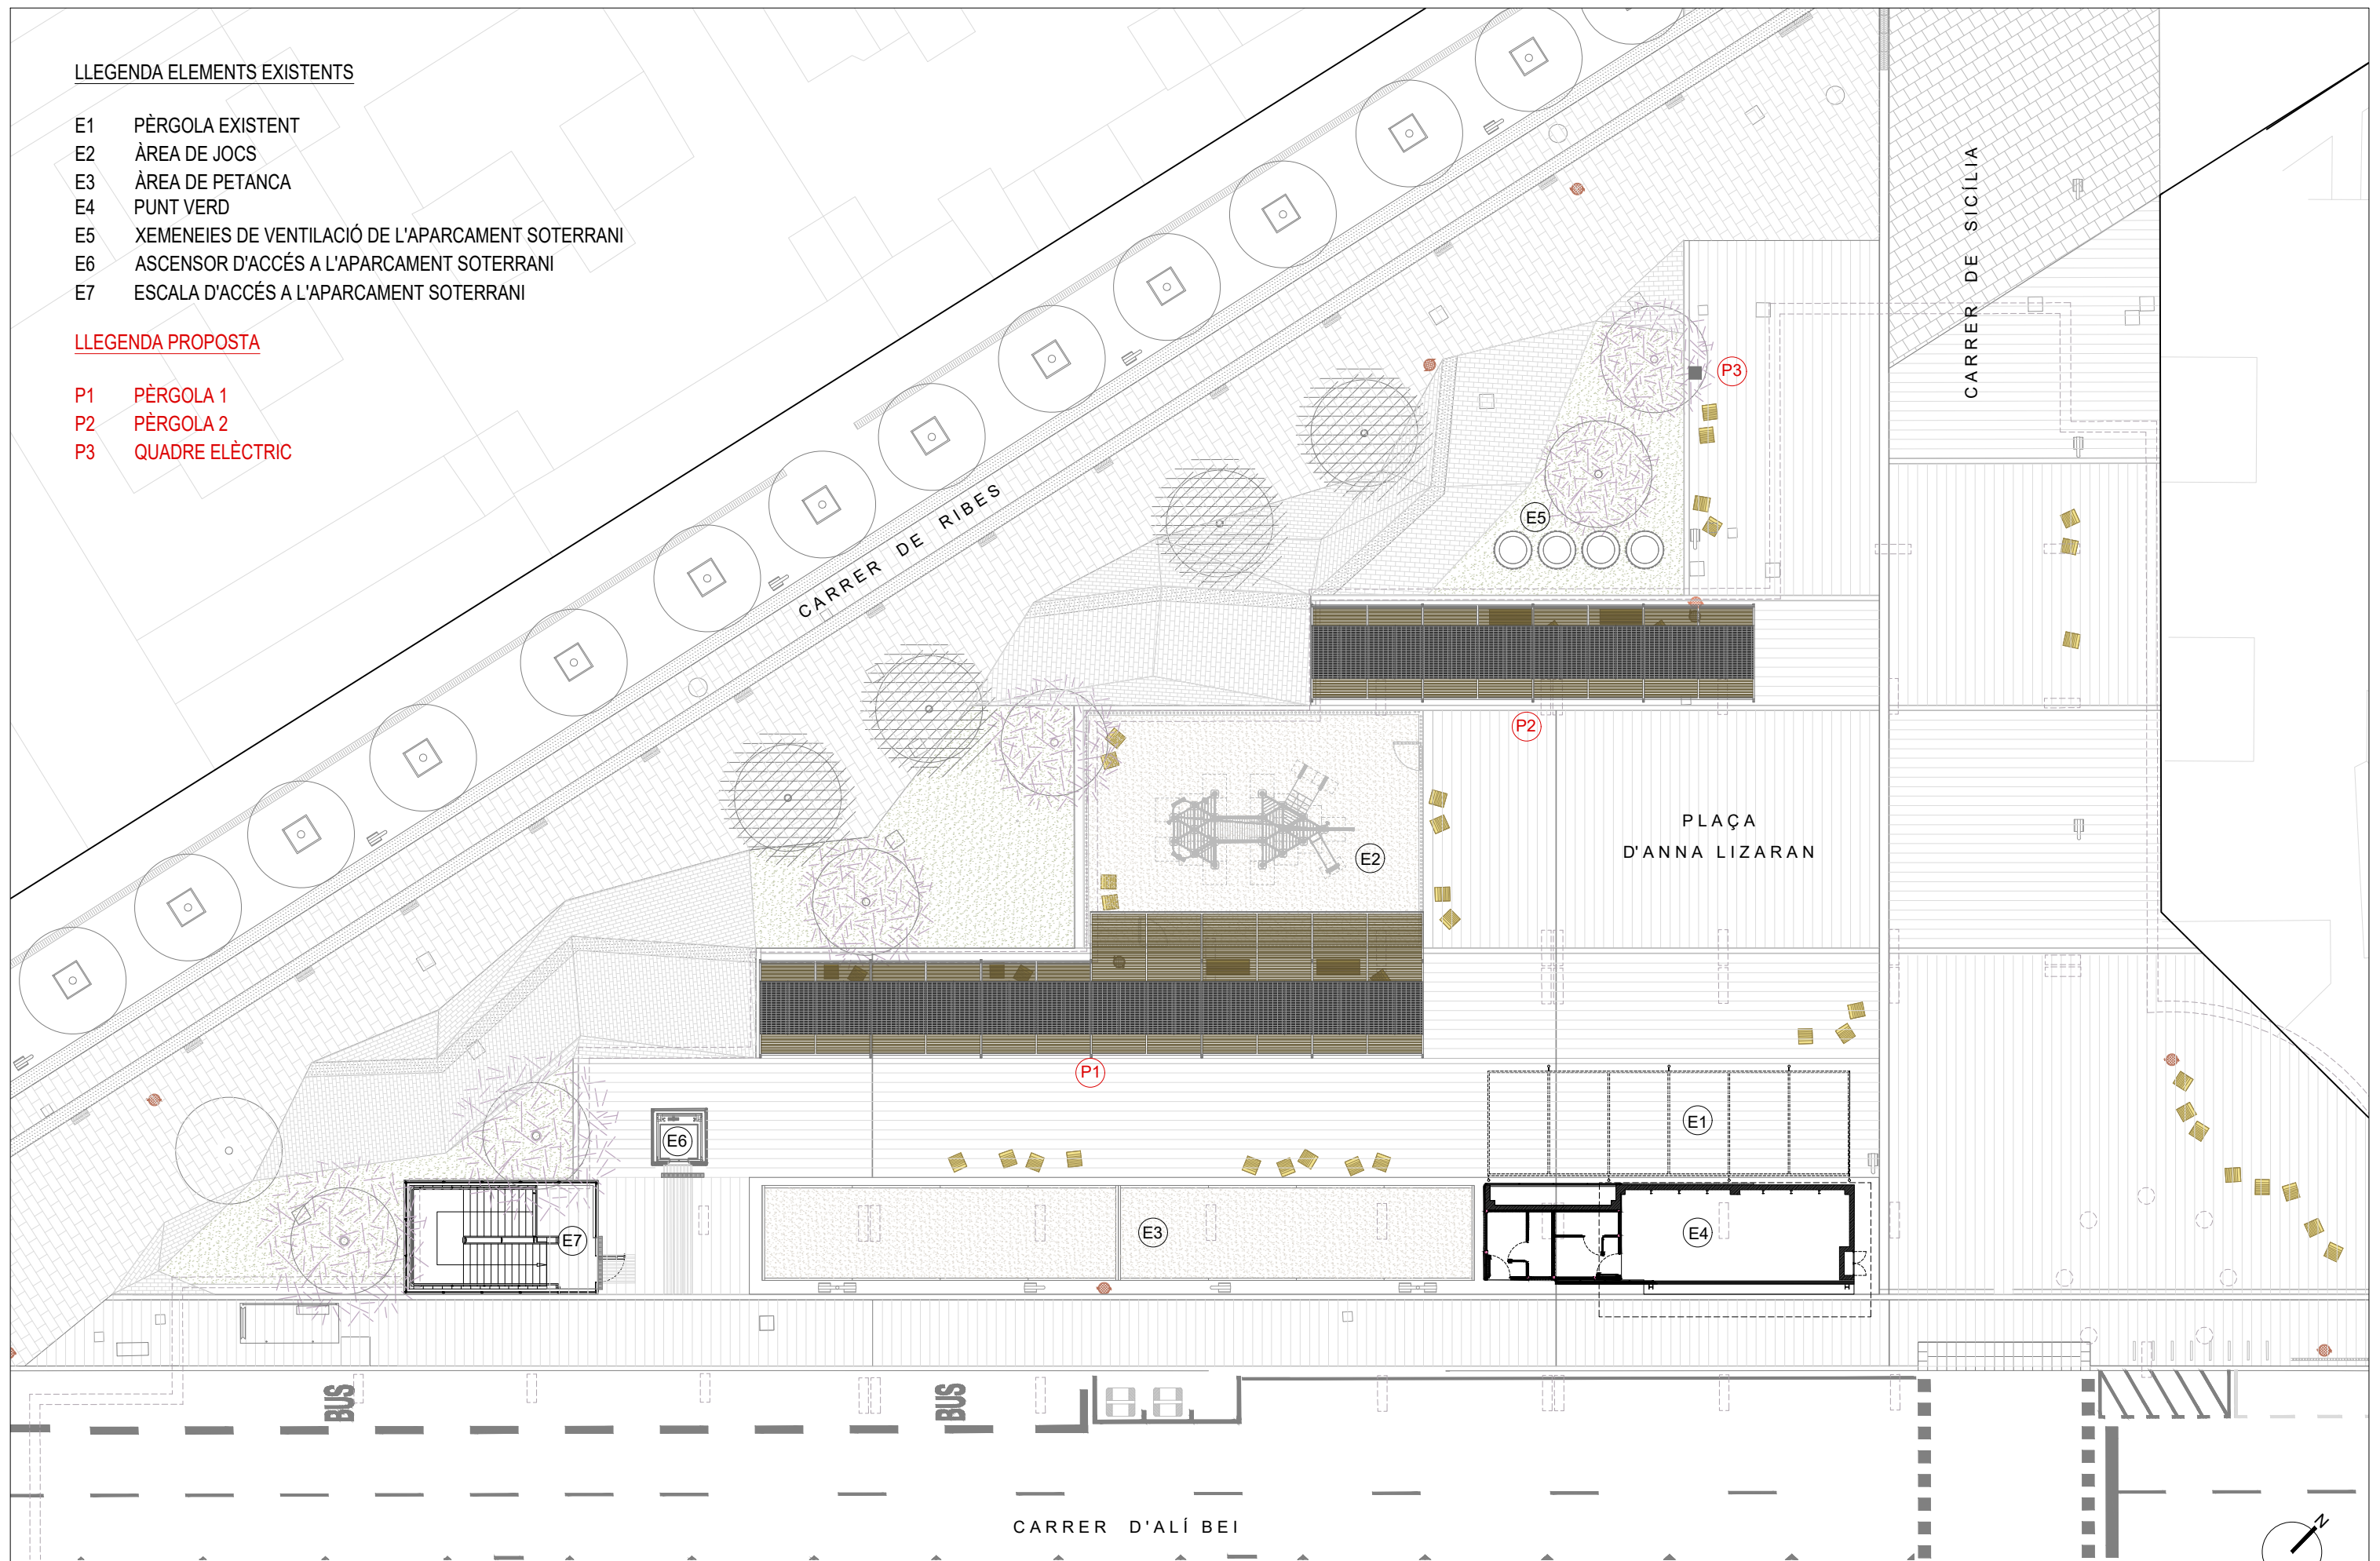 LLEGENDA ELEMENTS EXISTENTS
E1 PÈRGOLA EXISTENT
E2 ÀREA DE JOCS
E3 ÀREA DE PETANCA
E4 PUNT VERD
E5 XEMENEIES DE VENTILACIÓ DE L'APARCAMENT SOTERRANI
E6 ASCENSOR D'ACCÉS A L'APARCAMENT SOTERRANI
E7 ESCALA D'ACCÉS A L'APARCAMENT SOTERRANI
LLEGENDA PROPOSTA
P1 PÈRGOLA 1
P2 PÈRGOLA 2
P3 QUADRE ELÈCTRIC
CARRER DE SICÍLIA
P3
CARRER DE RIBES
E5
P2
PLAÇA
D'ANNA LIZARAN
E2
P1
E1
E6
E3
E4
E7
BUS
BUS
CARRER D'ALÍ BEI
N